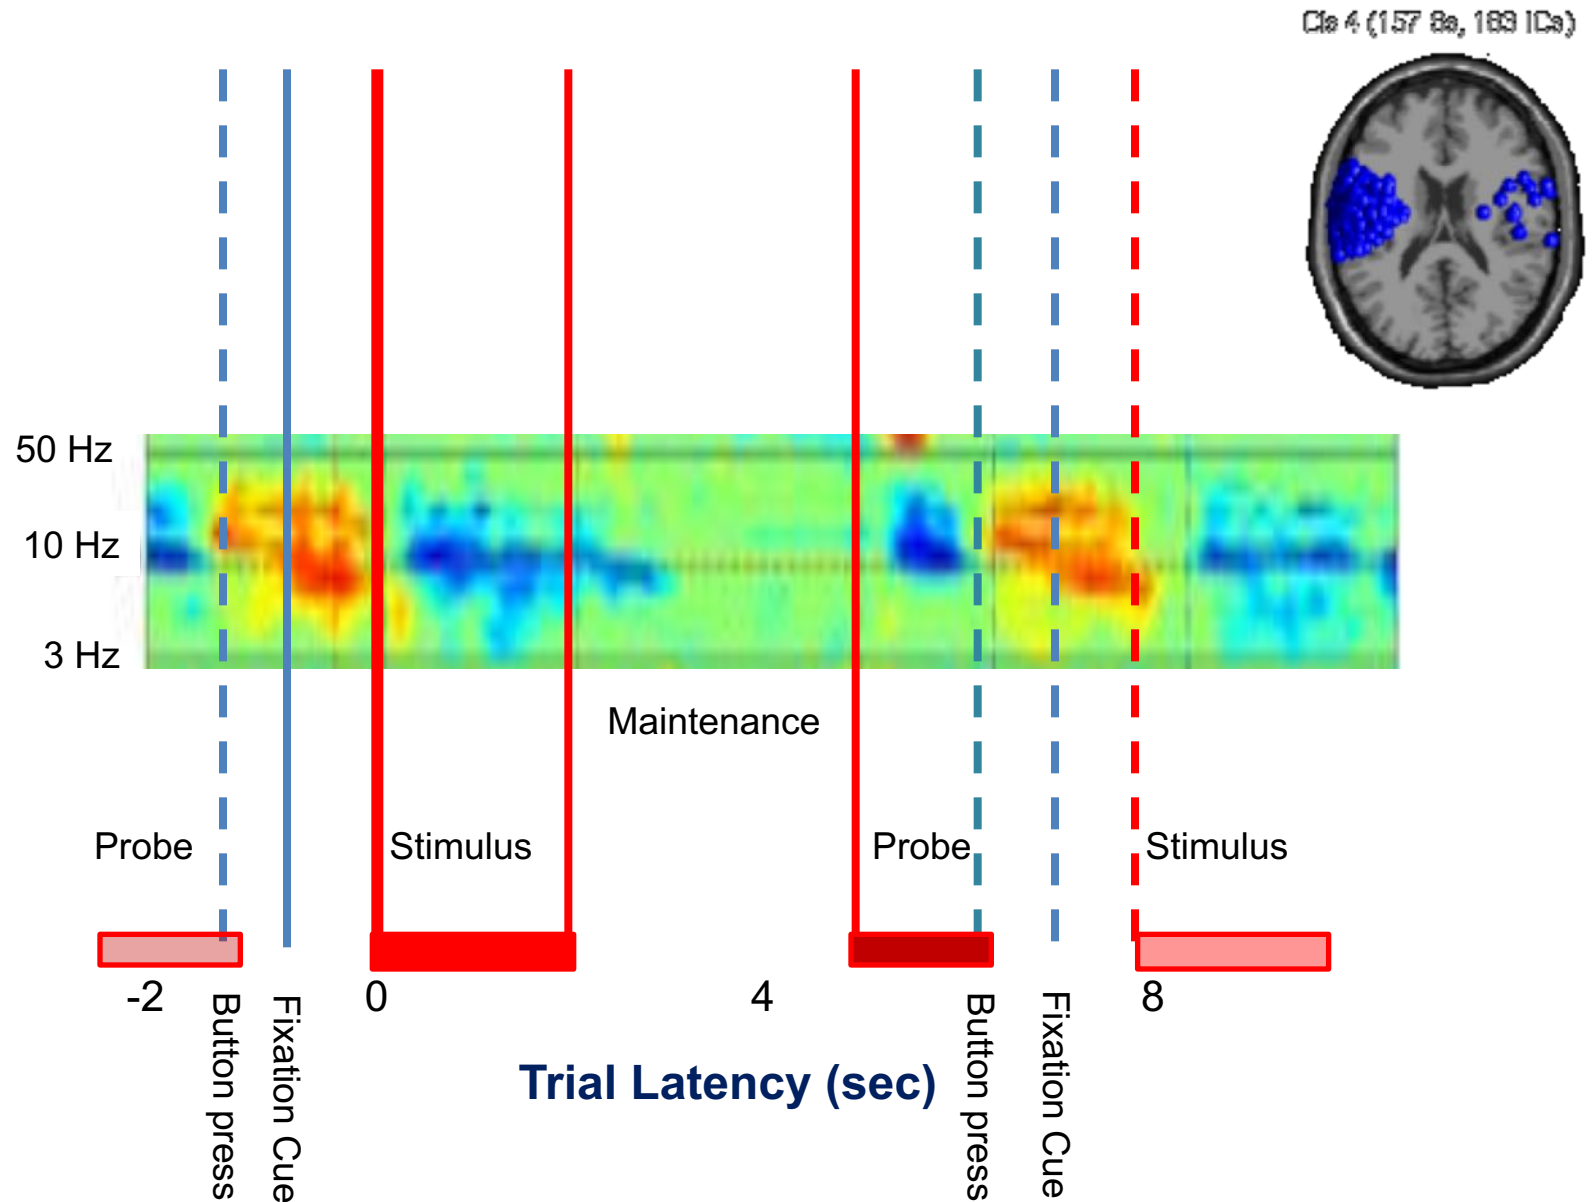 Cls 4 (157 Ss, 183 ICs)
50 Hz
10 Hz
3 Hz
Maintenance
Probe
Stimulus
Probe
Stimulus
-2
0
4
8
Button press
Fixation Cue
Button press
Fixation Cue
Trial Latency (sec)